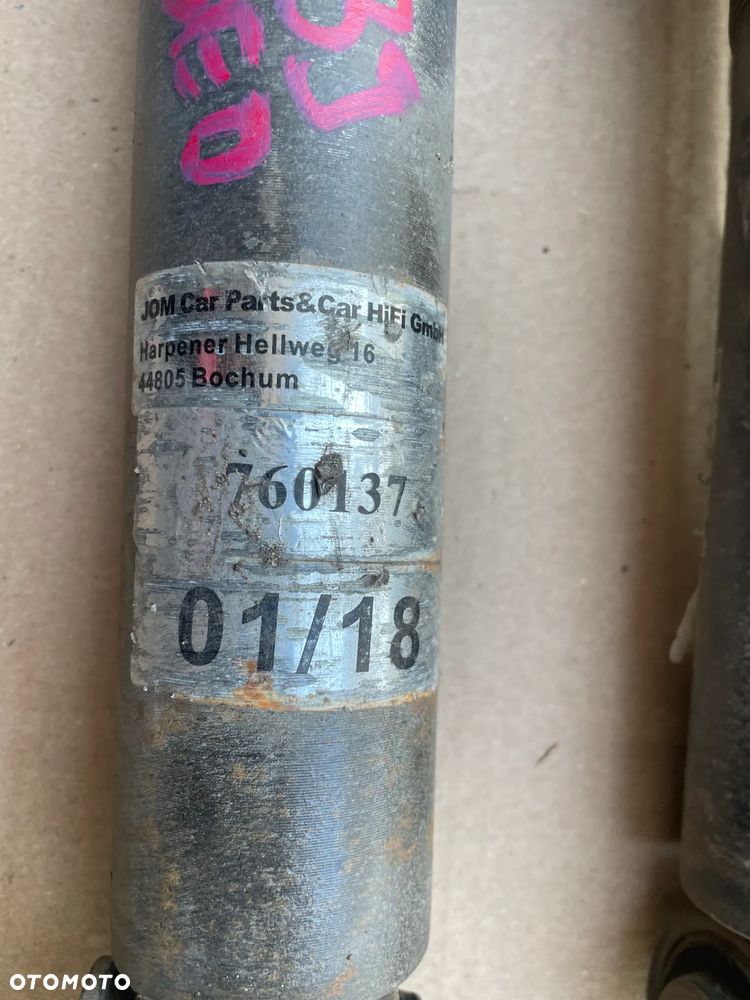 JOM Car Parts&Car HiFi GmbH
Harpener Hellweg 16
44805 Bochum
760137
01/18
OTOMOTO